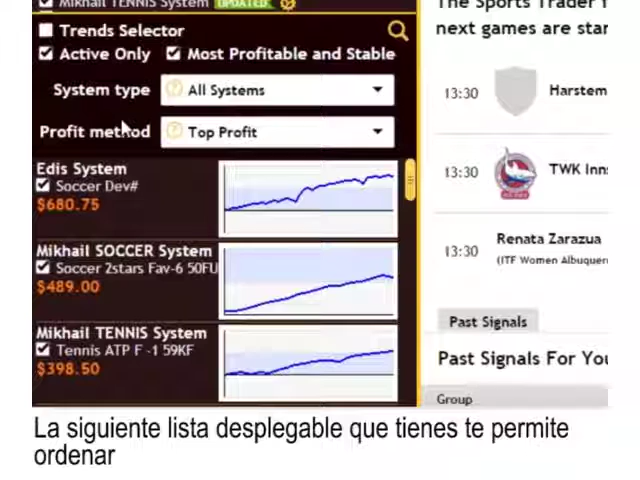 Mikhail TENNIS System UPDATED
Trends Selector
Active Only Most Profitable and Stable
System type All Systems
Profit method Top Profit
Edis System
Soccer Dev#
$680.75
Mikhail SOCCER System
Soccer 2stars Fav-6 50FU
$489.00
Mikhail TENNIS System
Tennis ATP F -1 59KF
$398.50
The Sports Trader
next games are star
13:30 Harstem
13:30 TWK Inn
13:30 Renata Zarazua
(ITF Women Albuquer
Past Signals
Past Signals For You
Group
La siguiente lista desplegable que tienes te permite
ordenar